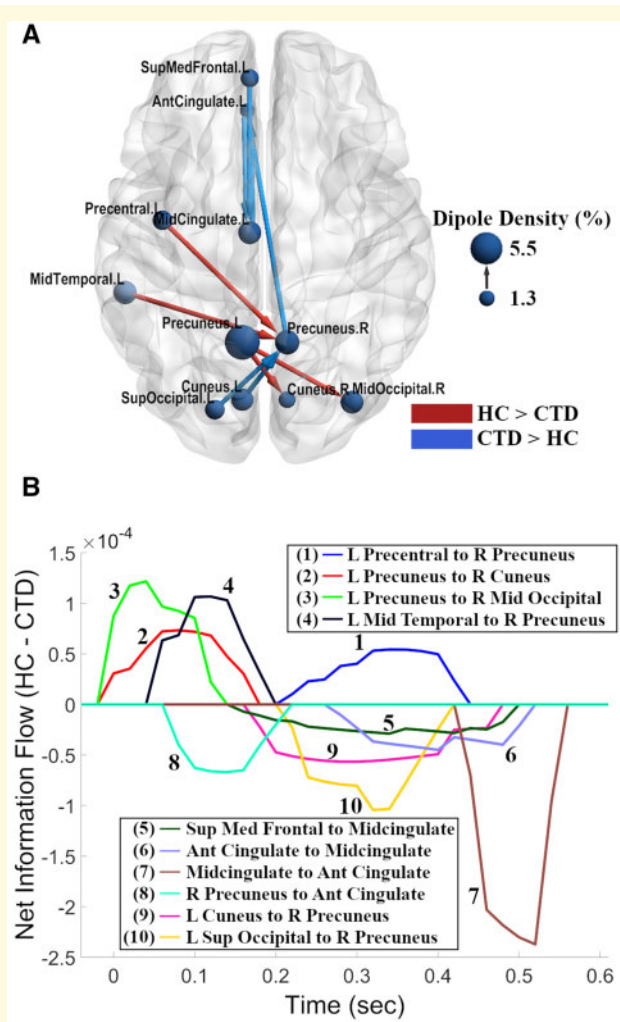 A
SupMedFrontal.L
AntCingulate.L
Precentral.L
MidCingulate.L
Dipole Density (%)
5.5
1.3
MidTemporal.L
Precuneus.L
Precuneus.R
Cuneus.L
Cuneus.R
MidOccipital.R
SupOccipital.L
HC > CTD
CTD > HC
B
×10⁻⁴
1.5
1
0.5
0
-0.5
-1
-1.5
-2
-2.5
Net Information Flow (HC - CTD)
(1) L Precentral to R Precuneus
(2) L Precuneus to R Cuneus
(3) L Precuneus to R Mid Occipital
(4) L Mid Temporal to R Precuneus
3
4
2
1
5
6
8
9
10
7
(5) Sup Med Frontal to Midcingulate
(6) Ant Cingulate to Midcingulate
(7) Midcingulate to Ant Cingulate
(8) R Precuneus to Ant Cingulate
(9) L Cuneus to R Precuneus
(10) L Sup Occipital to R Precuneus
0 0.1 0.2 0.3 0.4 0.5 0.6
Time (sec)